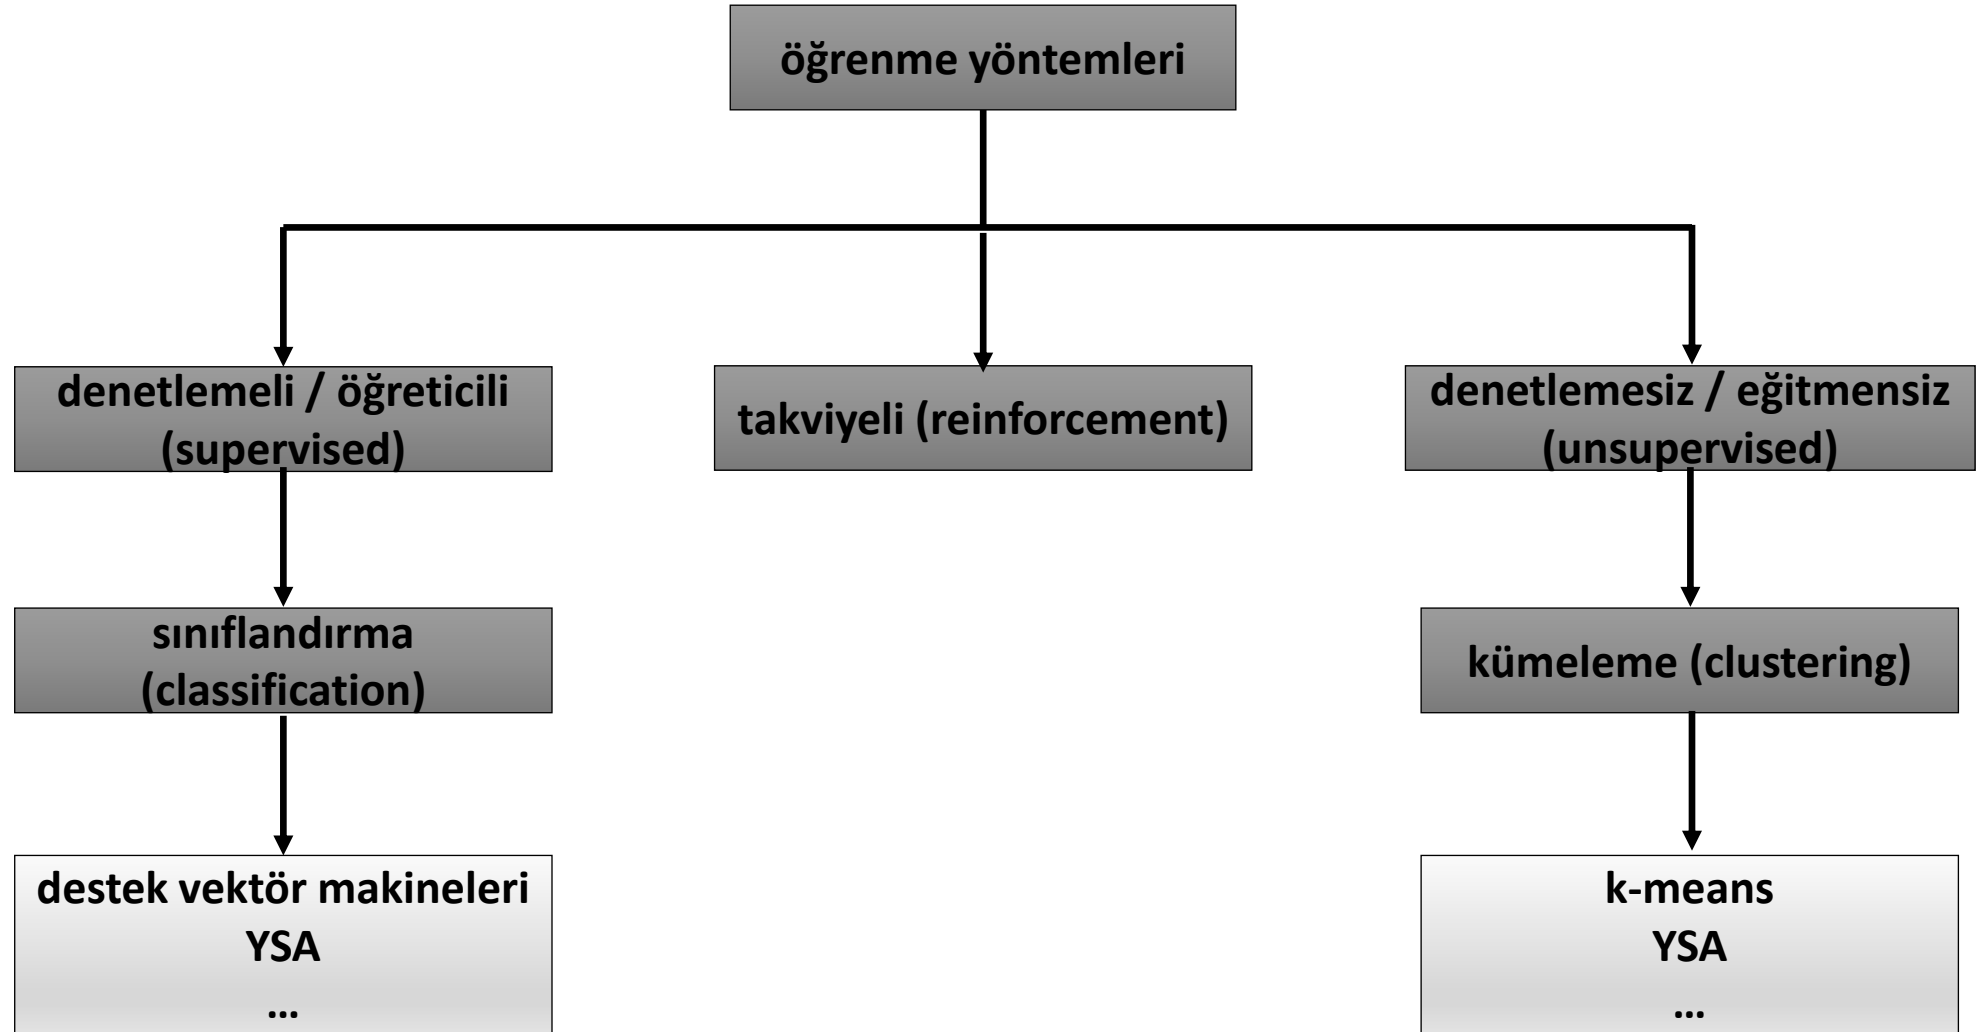 öğrenme yöntemleri
denetlemeli / öğreticili
(supervised)
takviyeli (reinforcement)
denetlemesiz / eğitmensiz
(unsupervised)
sınıflandırma
(classification)
kümeleme (clustering)
destek vektör makineleri
YSA
...
k-means
YSA
...